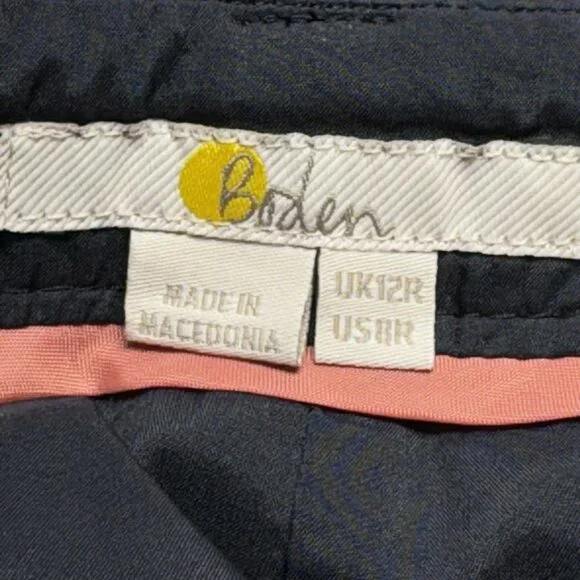 Boden
MADE IN
MACEDONIA
UK12R
US8R